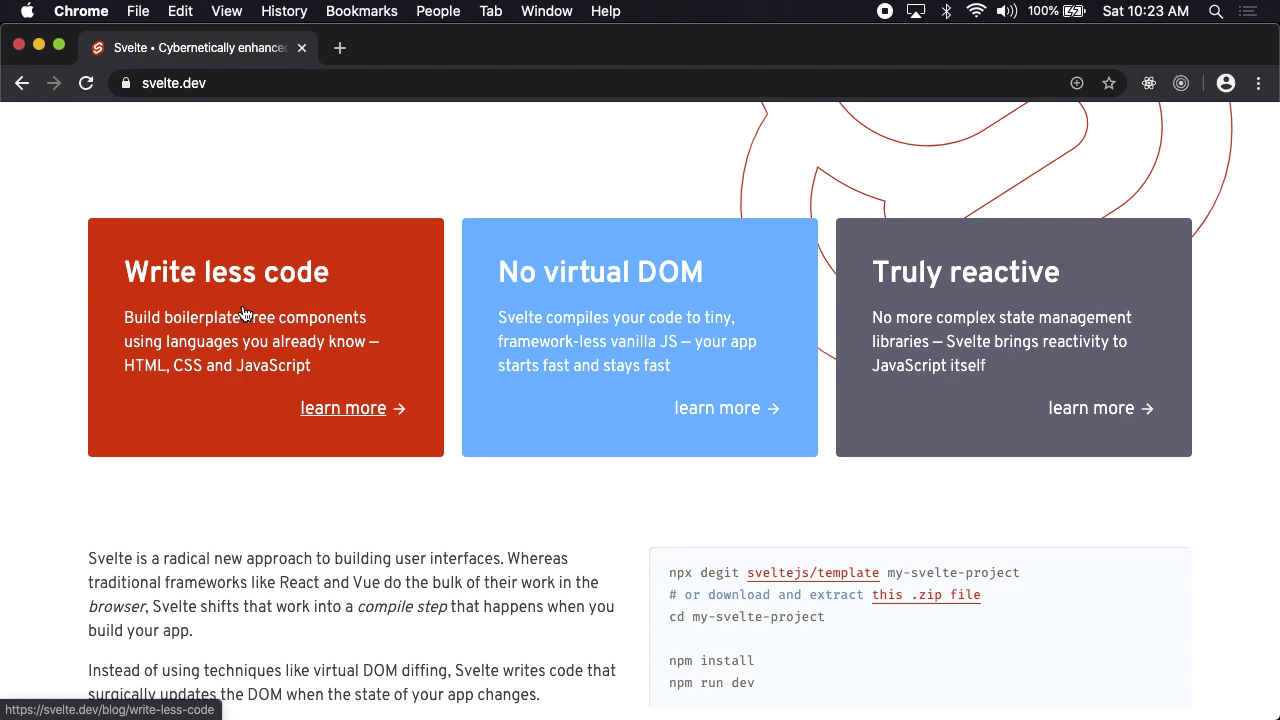 Chrome File Edit View History Bookmarks People Tab Window Help 100% Sat 10:23 AM
Svelte • Cybernetically enhanced
svelte.dev
Write less code
Build boilerplate-free components
using languages you already know –
HTML, CSS and JavaScript
learn more →
No virtual DOM
Svelte compiles your code to tiny,
framework-less vanilla JS – your app
starts fast and stays fast
learn more →
Truly reactive
No more complex state management
libraries – Svelte brings reactivity to
JavaScript itself
learn more →
Svelte is a radical new approach to building user interfaces. Whereas
traditional frameworks like React and Vue do the bulk of their work in the
browser, Svelte shifts that work into a compile step that happens when you
build your app.
Instead of using techniques like virtual DOM diffing, Svelte writes code that
surgically updates the DOM when the state of your app changes.
npx degit sveltejs/template my-svelte-project
# or download and extract this .zip file
cd my-svelte-project
npm install
npm run dev
https://svelte.dev/blog/write-less-code